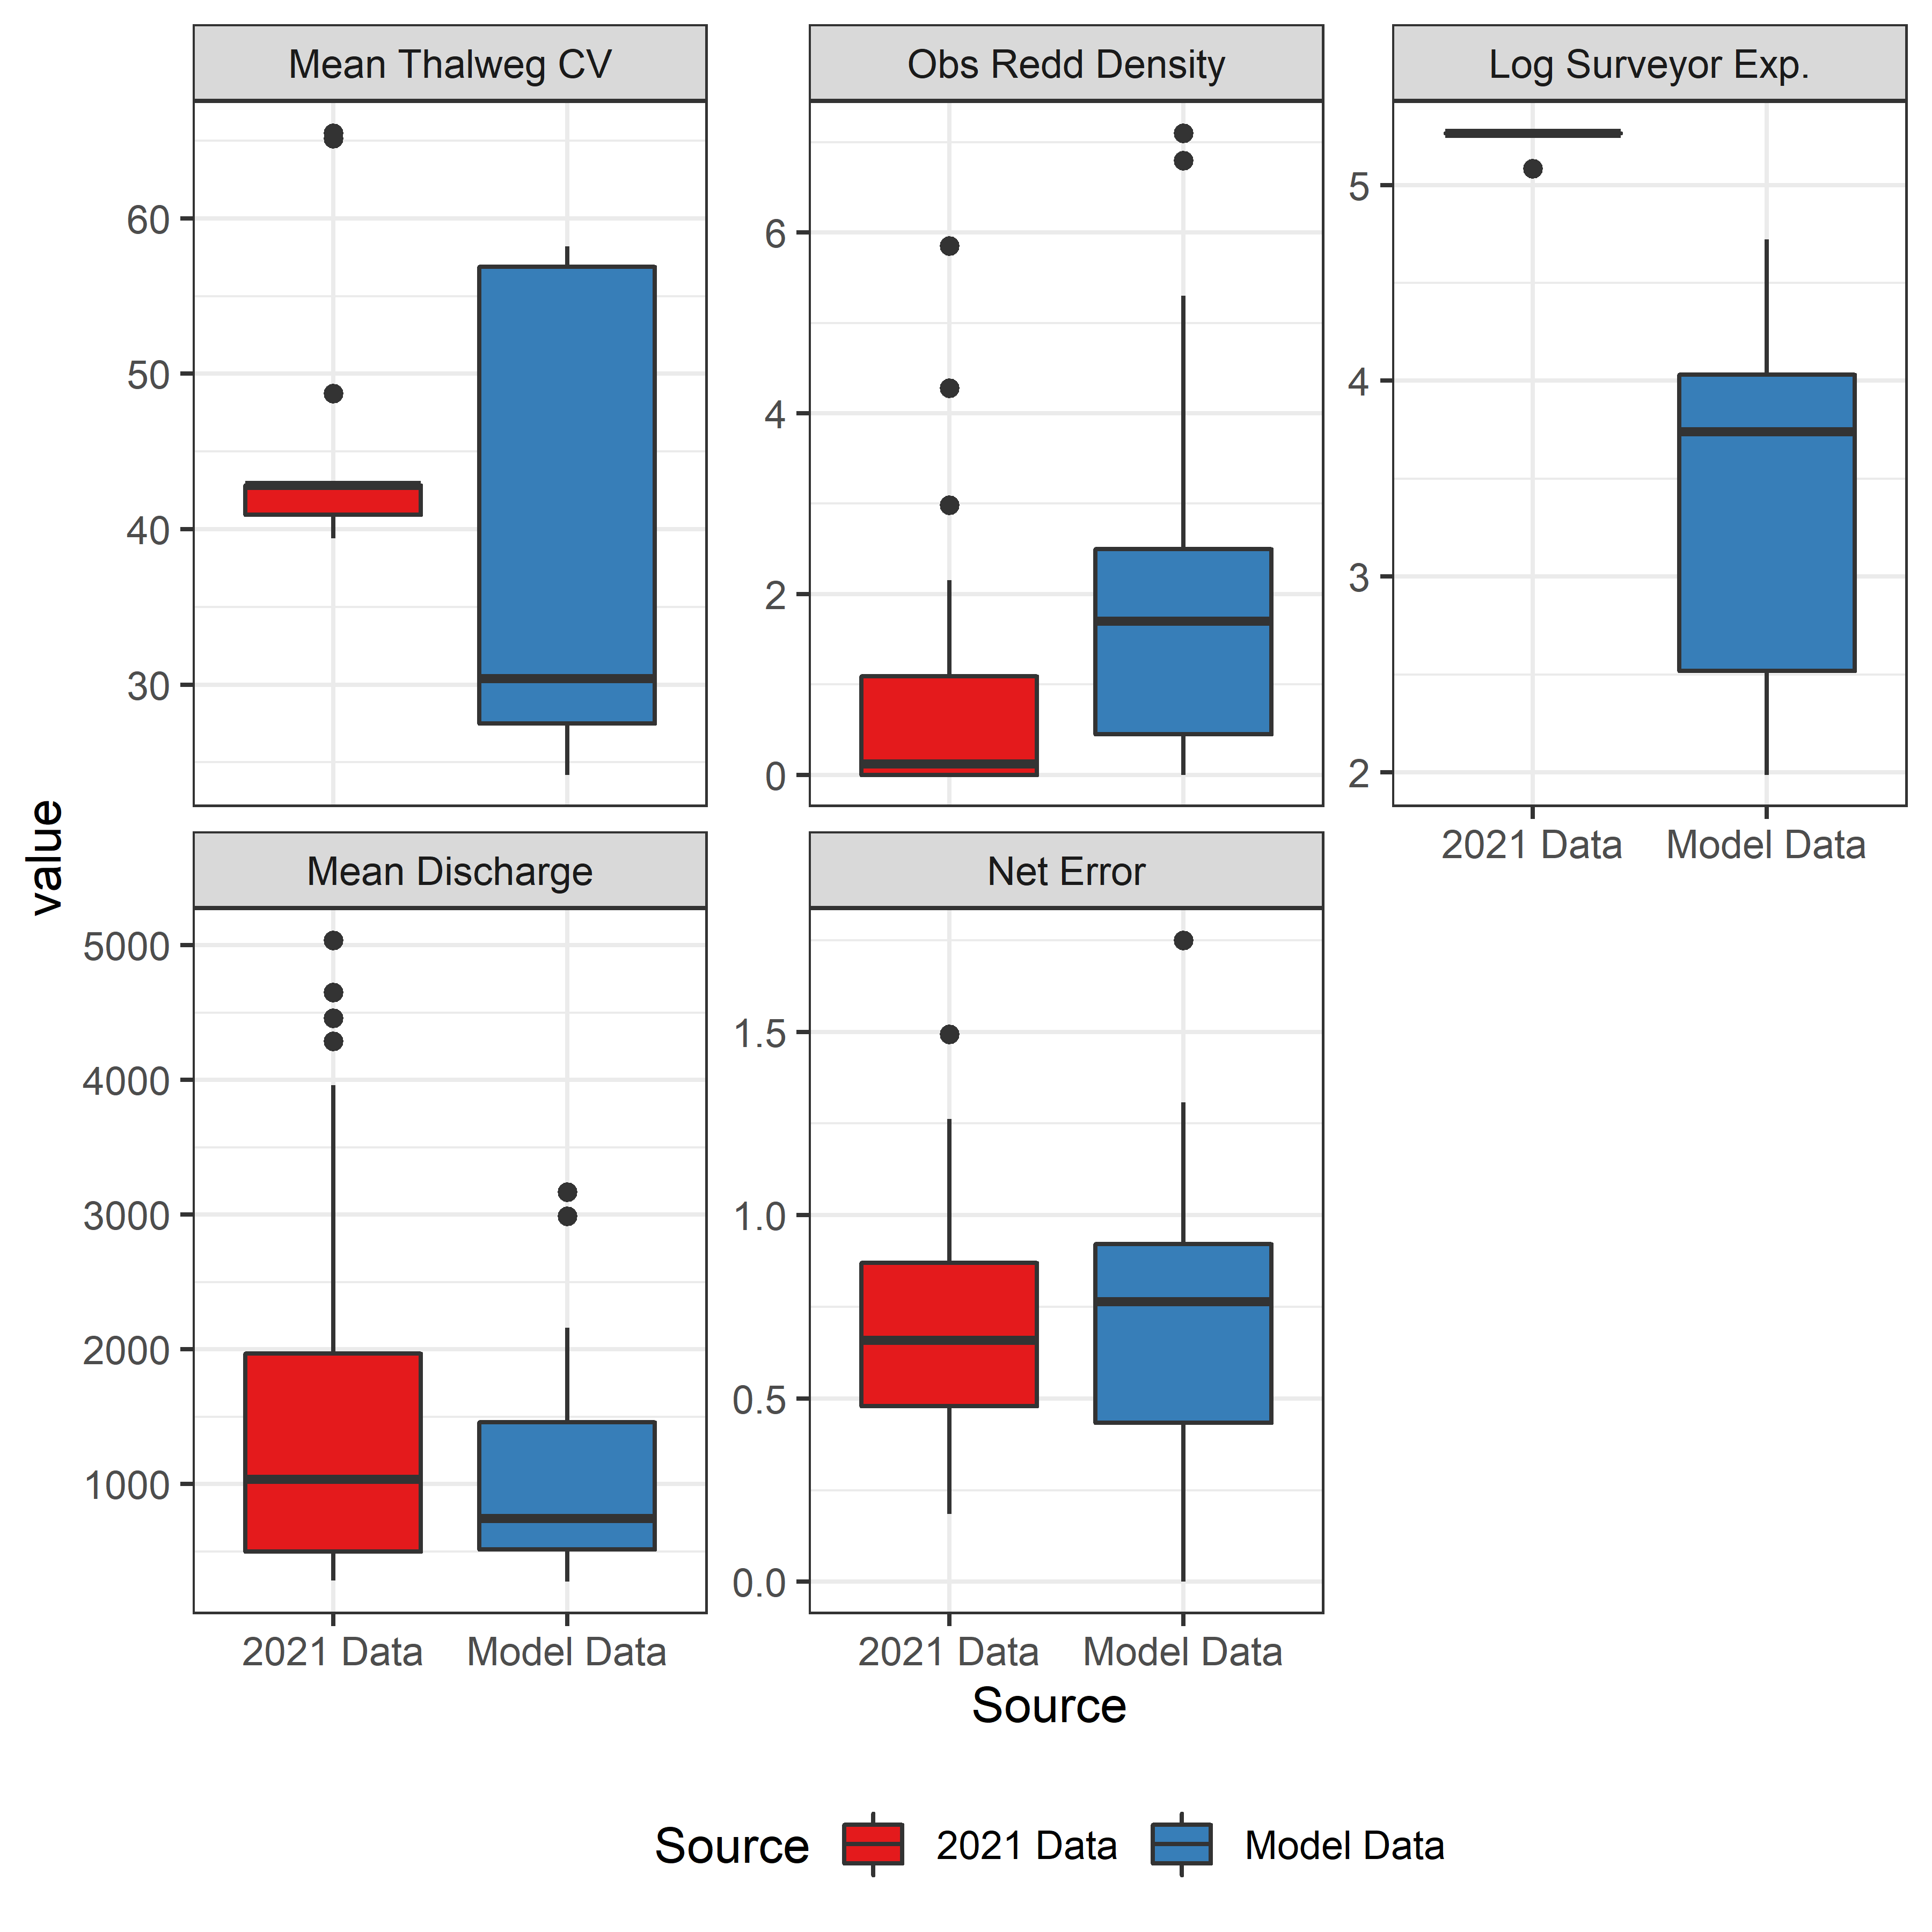 Mean Thalweg CV
Obs Redd Density
Log Surveyor Exp.
60
50
40
30
6
4
2
0
5
4
3
2
2021 Data
Model Data
value
Mean Discharge
Net Error
5000
4000
3000
2000
1000
1.5
1.0
0.5
0.0
2021 Data
Model Data
2021 Data
Model Data
Source
Source
2021 Data
Model Data